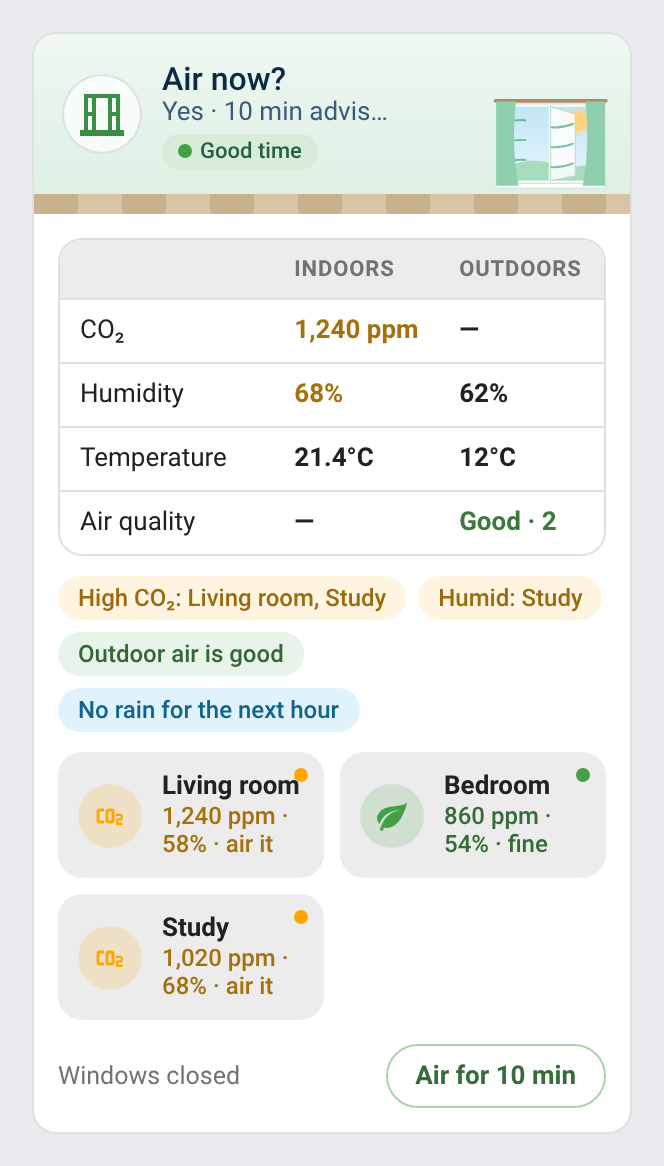 Air now?
Yes · 10 min advis…
Good time
INDOORS OUTDOORS
CO₂ 1,240 ppm —
Humidity 68% 62%
Temperature 21.4°C 12°C
Air quality — Good · 2
High CO₂: Living room, Study Humid: Study
Outdoor air is good
No rain for the next hour
Living room
1,240 ppm ·
58% · air it
Bedroom
860 ppm ·
54% · fine
CO₂
CO₂
Study
1,020 ppm ·
68% · air it
Windows closed Air for 10 min